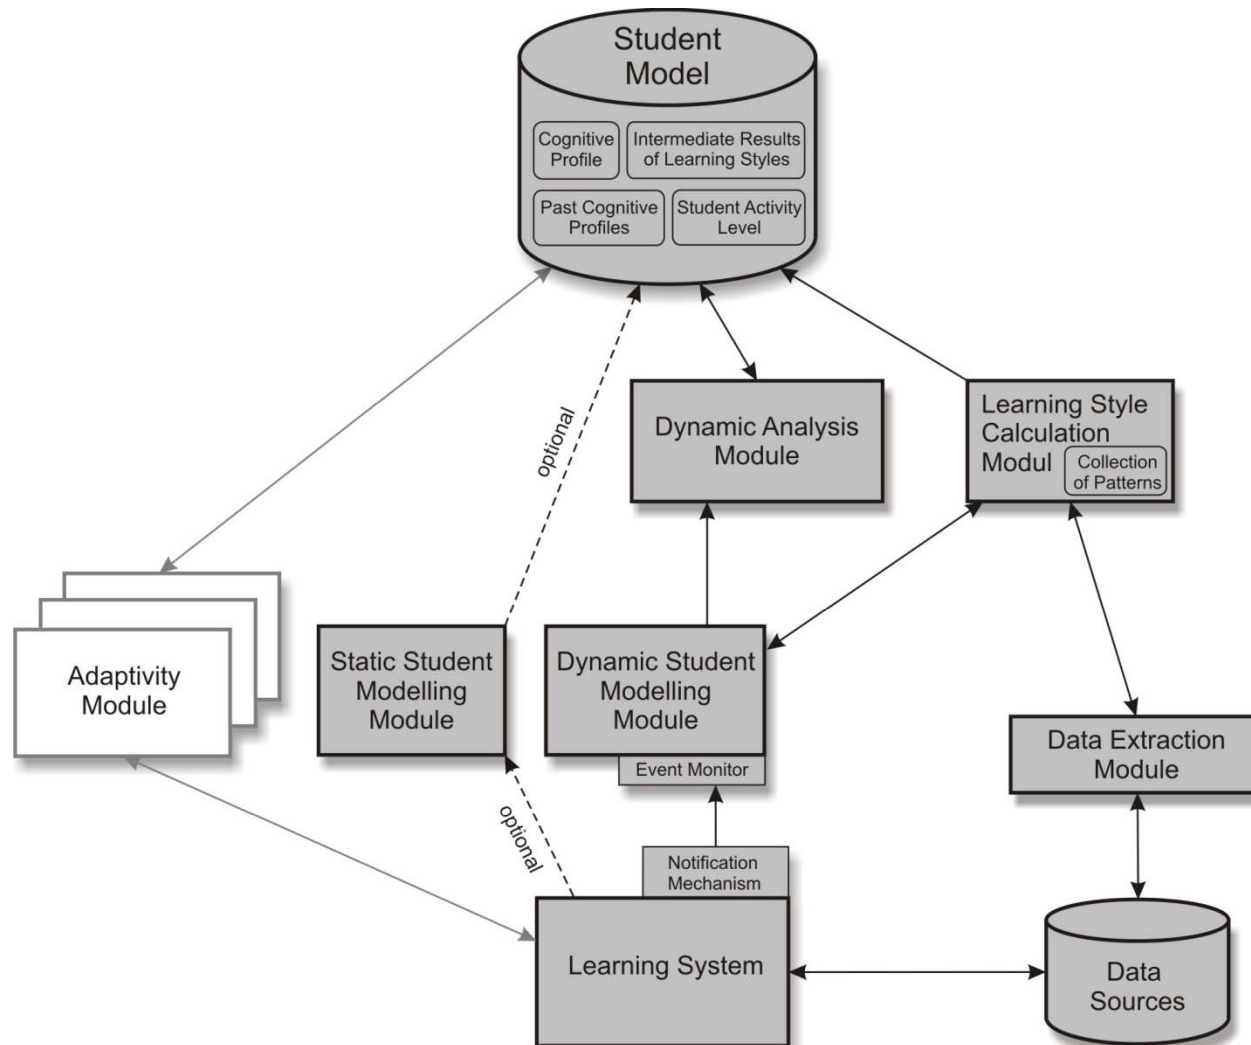 Student
Model
Cognitive
Profile
Intermediate Results
of Learning Styles
Past Cognitive
Profiles
Student Activity
Level
optional
Dynamic Analysis
Module
Learning Style
Calculation
Modul
Collection
of Patterns
Adaptivity
Module
Static Student
Modelling
Module
Dynamic Student
Modelling
Module
Event Monitor
Data Extraction
Module
optional
Notification
Mechanism
Learning System
Data
Sources